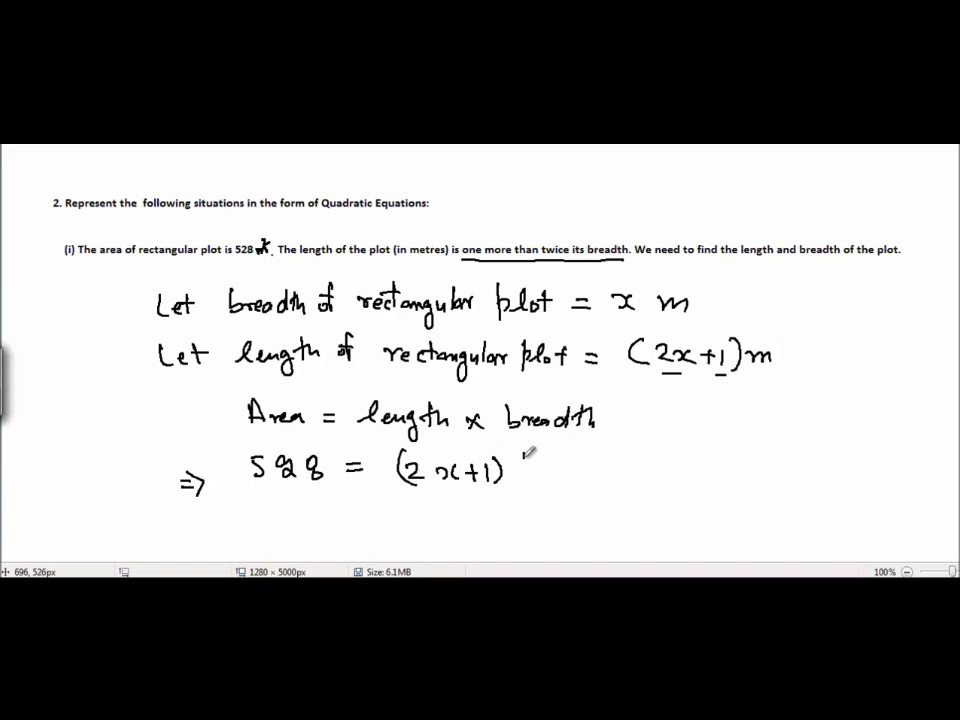 2. Represent the following situations in the form of Quadratic Equations:
(i) The area of rectangular plot is 528 . The length of the plot (in metres) is one more than twice its breadth. We need to find the length and breadth of the plot.
Let breadth of rectangular plot = x m
Let length of rectangular plot = (2x+1)m
Area = length x breadth
=> 528 = (2x+1)
696, 526px 1280 × 5000px Size: 6.1MB 100%